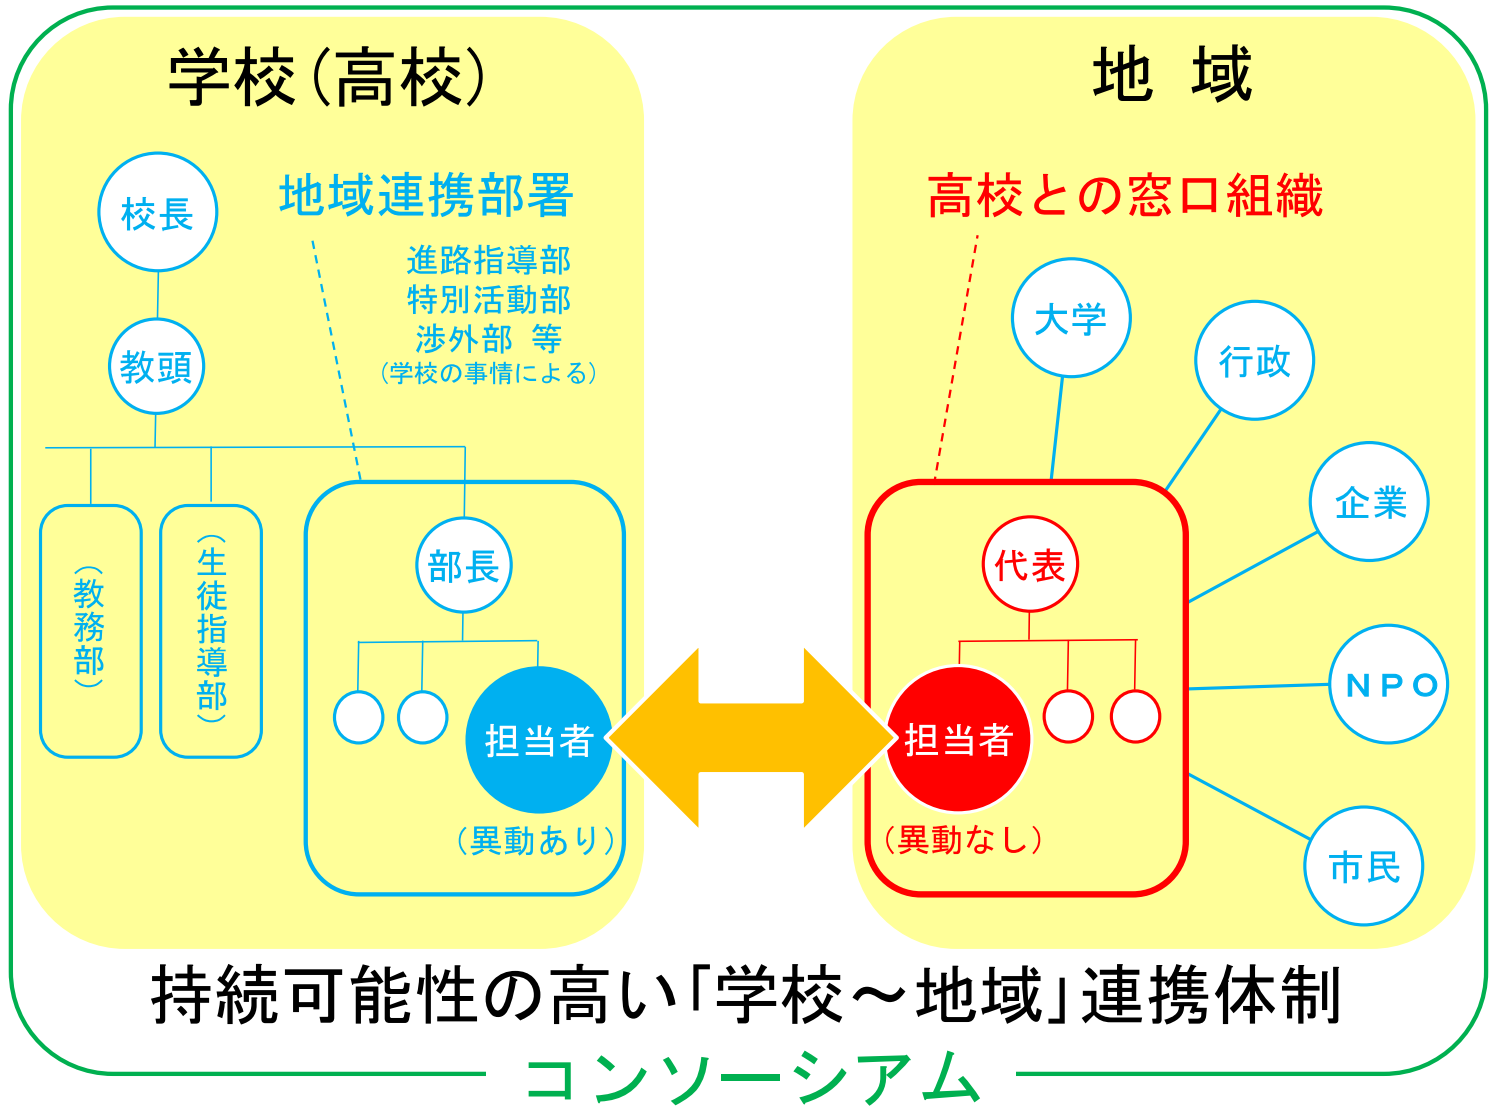 学校（高校）
校長
地域連携部署
進路指導部
特別活動部
渉外部 等
（学校の事情による）
教頭
（教務部）
（生徒指導部）
部長
担当者
（異動あり）
地 域
高校との窓口組織
大学
行政
企業
ＮＰＯ
市民
代表
担当者
（異動なし）
持続可能性の高い「学校～地域」連携体制
コンソーシアム